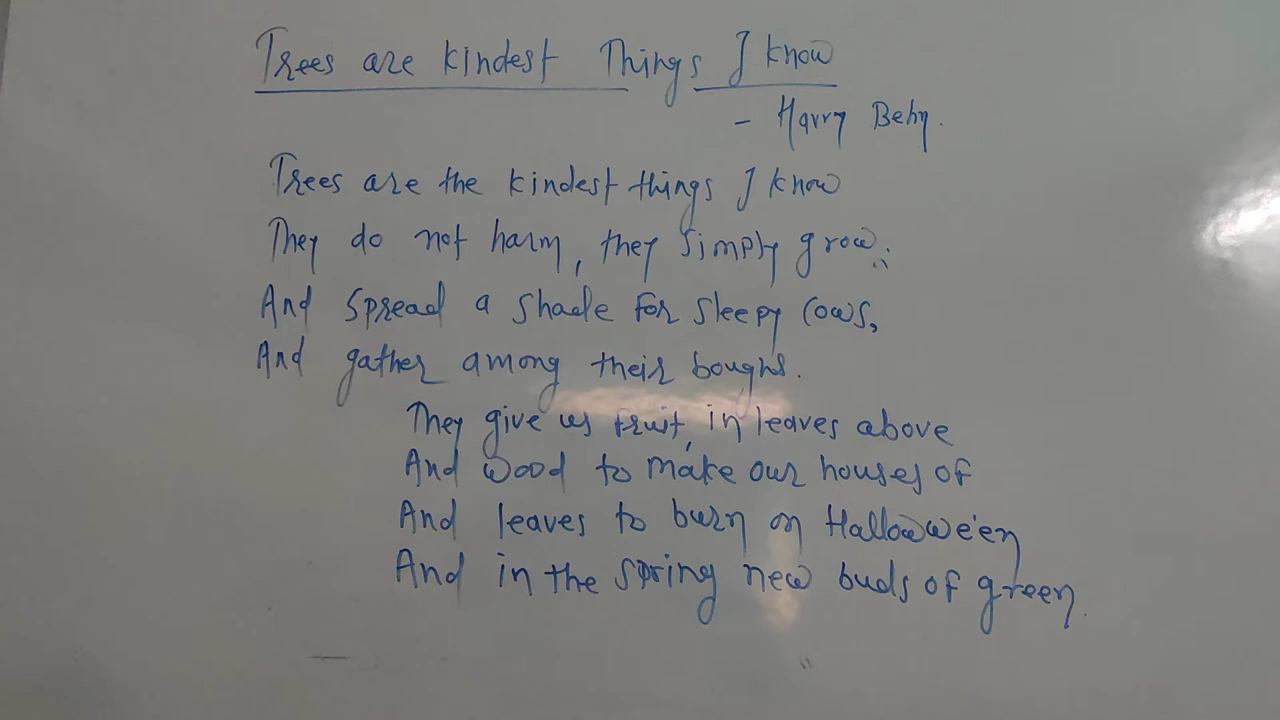 Trees are kindest Things I know
- Harry Behn.
Trees are the kindest things I know
They do not harm, they simply grow.
And spread a shade for sleepy cows,
And gather among their boughs.
They give us fruit, in leaves above
And wood to make our houses of
And leaves to burn on Hallowe'en
And in the spring new buds of green.